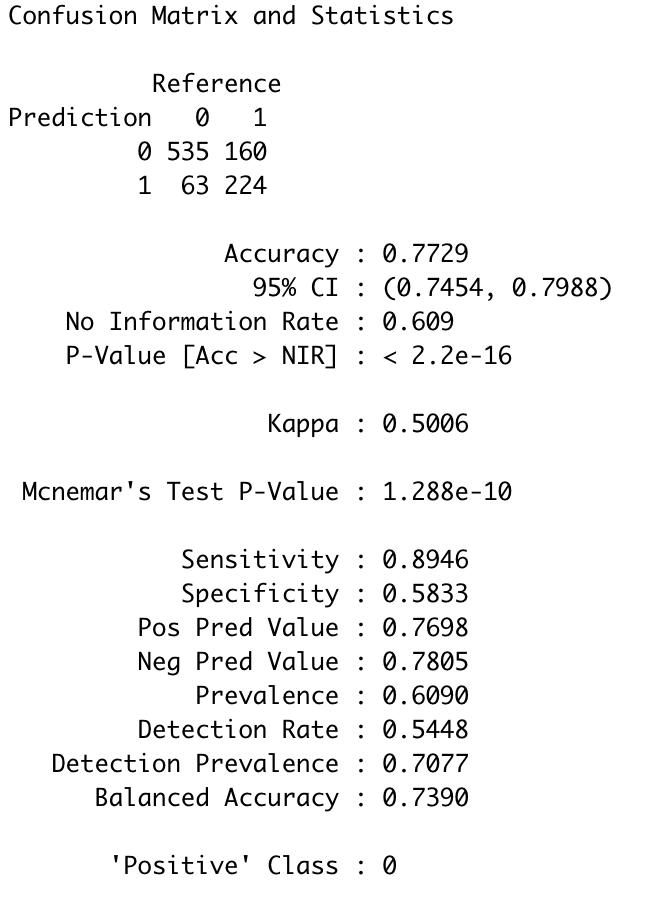 Confusion Matrix and Statistics
Reference
Prediction 0 1
0 535 160
1 63 224
Accuracy : 0.7729
95% CI : (0.7454, 0.7988)
No Information Rate : 0.609
P-Value [Acc > NIR] : < 2.2e-16
Kappa : 0.5006
Mcnemar's Test P-Value : 1.288e-10
Sensitivity : 0.8946
Specificity : 0.5833
Pos Pred Value : 0.7698
Neg Pred Value : 0.7805
Prevalence : 0.6090
Detection Rate : 0.5448
Detection Prevalence : 0.7077
Balanced Accuracy : 0.7390
'Positive' Class : 0